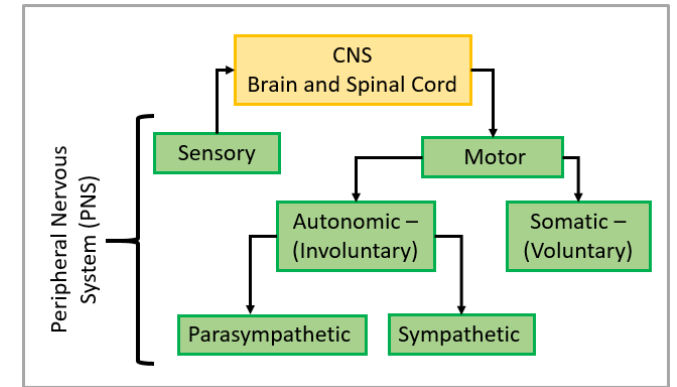 CNS
Brain and Spinal Cord
Sensory
Motor
Peripheral Nervous
System (PNS)
Autonomic –
(Involuntary)
Somatic –
(Voluntary)
Parasympathetic
Sympathetic